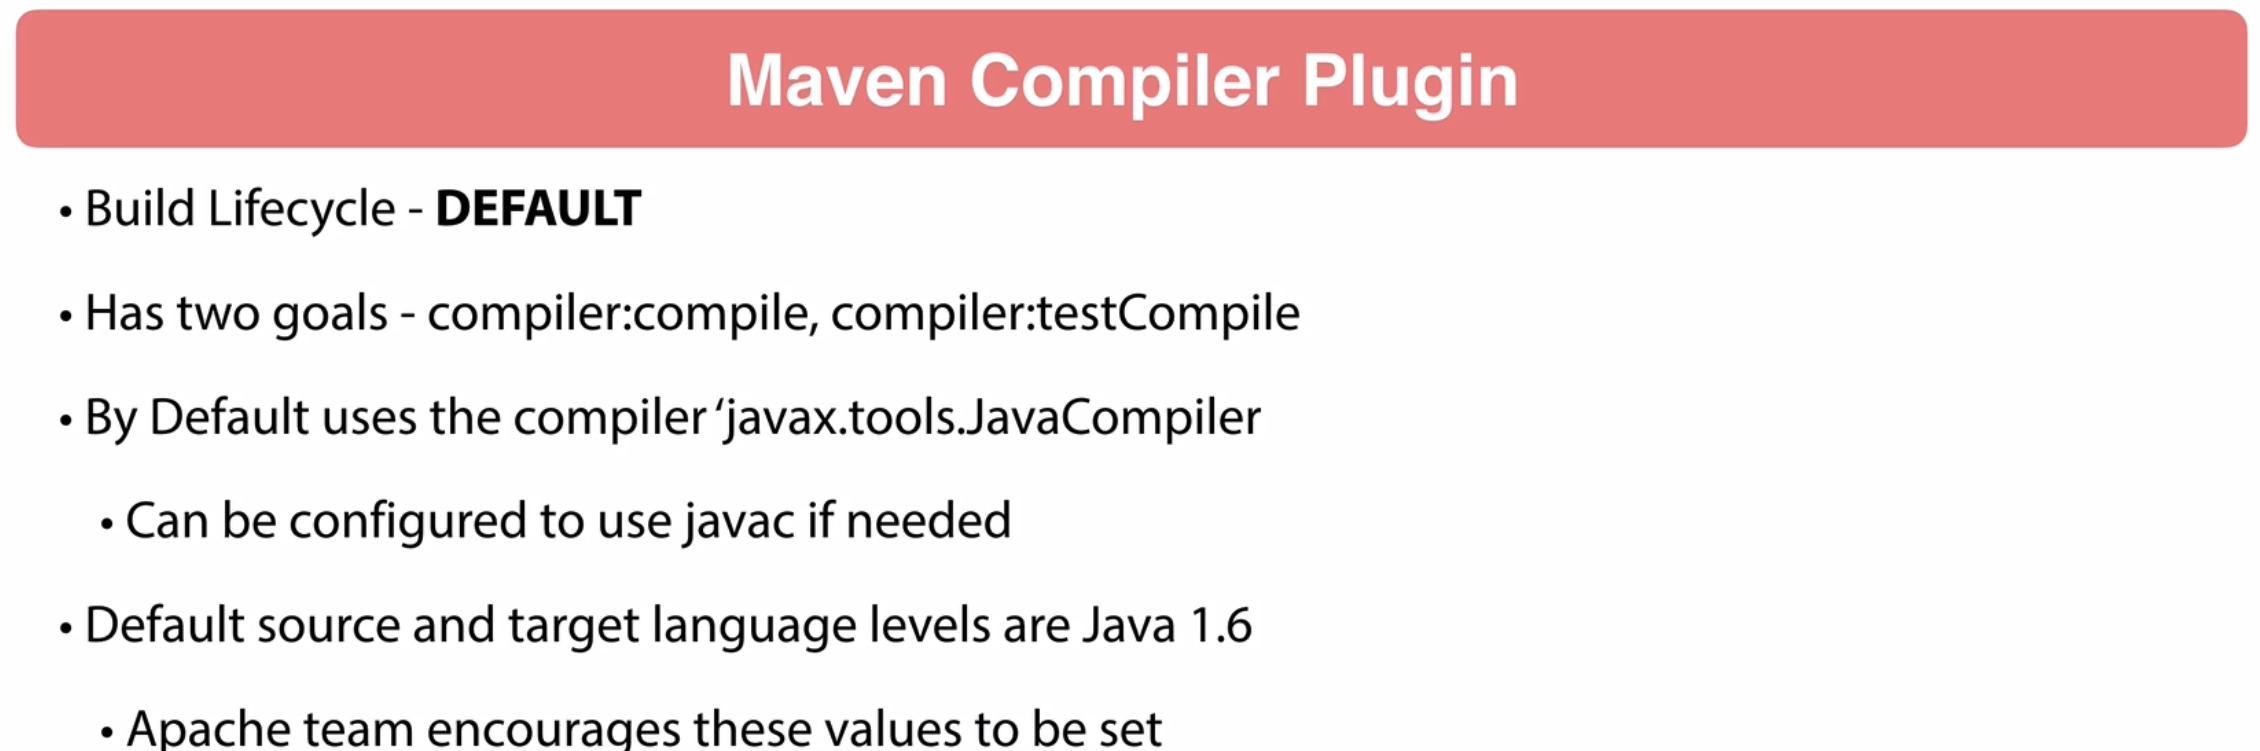 Maven Compiler Plugin
• Build Lifecycle - DEFAULT
• Has two goals - compiler:compile, compiler:testCompile
• By Default uses the compiler ‘javax.tools.JavaCompiler
• Can be configured to use javac if needed
• Default source and target language levels are Java 1.6
• Apache team encourages these values to be set